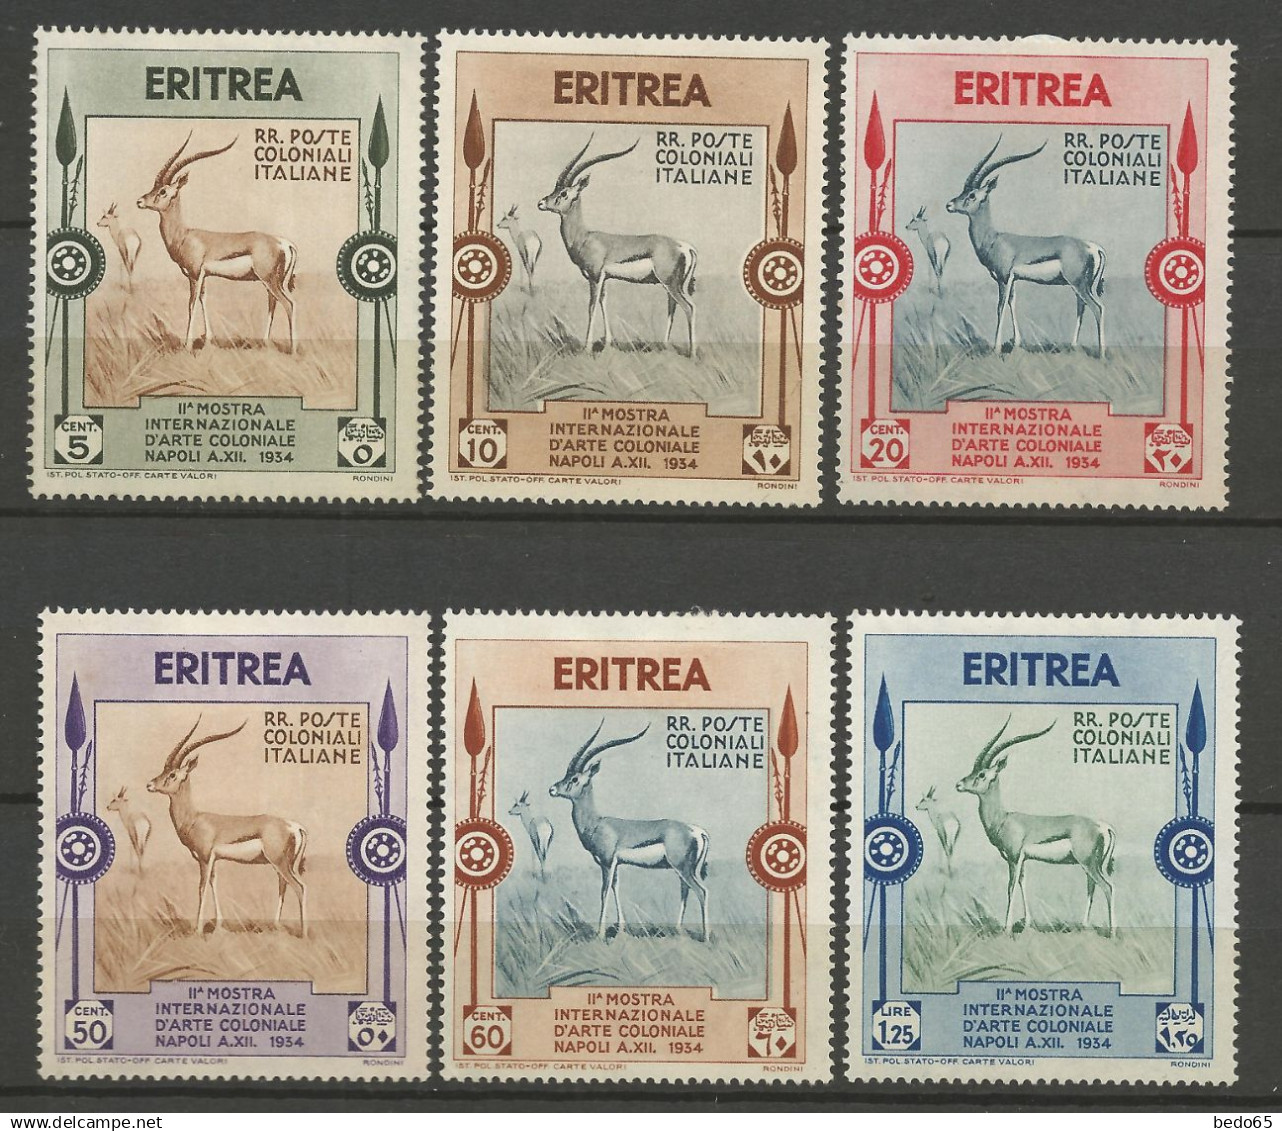 ERITREA
RR. POSTE
COLONIALI
ITALIANE
IIᴬ MOSTRA
INTERNAZIONALE
D'ARTE COLONIALE
NAPOLI A.XII. 1934
CENT.
5
٥
IST. POL STATO-OFF. CARTE VALORI
RONDINI
ERITREA
RR. POSTE
COLONIALI
ITALIANE
IIᴬ MOSTRA
INTERNAZIONALE
D'ARTE COLONIALE
NAPOLI A.XII. 1934
CENT.
10
١٠
IST. POL STATO-OFF. CARTE VALORI
RONDINI
ERITREA
RR. POSTE
COLONIALI
ITALIANE
IIᴬ MOSTRA
INTERNAZIONALE
D'ARTE COLONIALE
NAPOLI A.XII. 1934
CENT.
20
٢٠
IST. POL STATO-OFF. CARTE VALORI
RONDINI
ERITREA
RR. POSTE
COLONIALI
ITALIANE
IIᴬ MOSTRA
INTERNAZIONALE
D'ARTE COLONIALE
NAPOLI A.XII. 1934
CENT.
50
٥٠
IST. POL STATO-OFF. CARTE VALORI
RONDINI
ERITREA
RR. POSTE
COLONIALI
ITALIANE
IIᴬ MOSTRA
INTERNAZIONALE
D'ARTE COLONIALE
NAPOLI A.XII. 1934
CENT.
60
٦٠
IST. POL STATO-OFF. CARTE VALORI
RONDINI
ERITREA
RR. POSTE
COLONIALI
ITALIANE
IIᴬ MOSTRA
INTERNAZIONALE
D'ARTE COLONIALE
NAPOLI A.XII. 1934
LIRE
1.25
١.٢٥
IST. POL STATO-OFF. CARTE VALORI
RONDINI
delcampe.net
bedo65